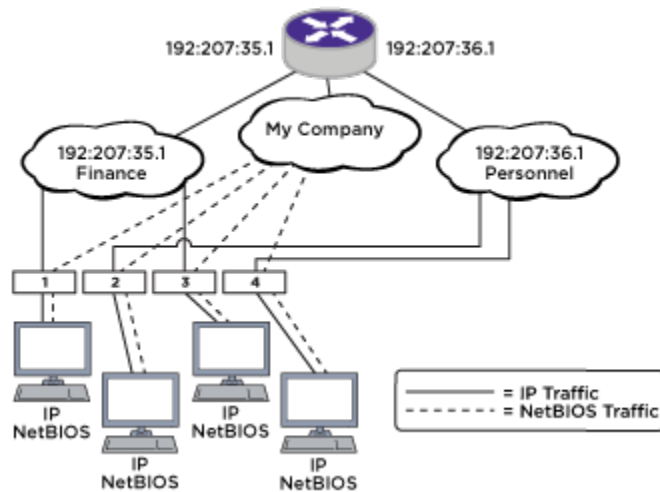 192:207:35.1
192:207:36.1
My Company
192:207:35.1
Finance
192:207:36.1
Personnel
1
2
3
4
IP
NetBIOS
IP
NetBIOS
IP
NetBIOS
IP
NetBIOS
= IP Traffic
= NetBIOS Traffic